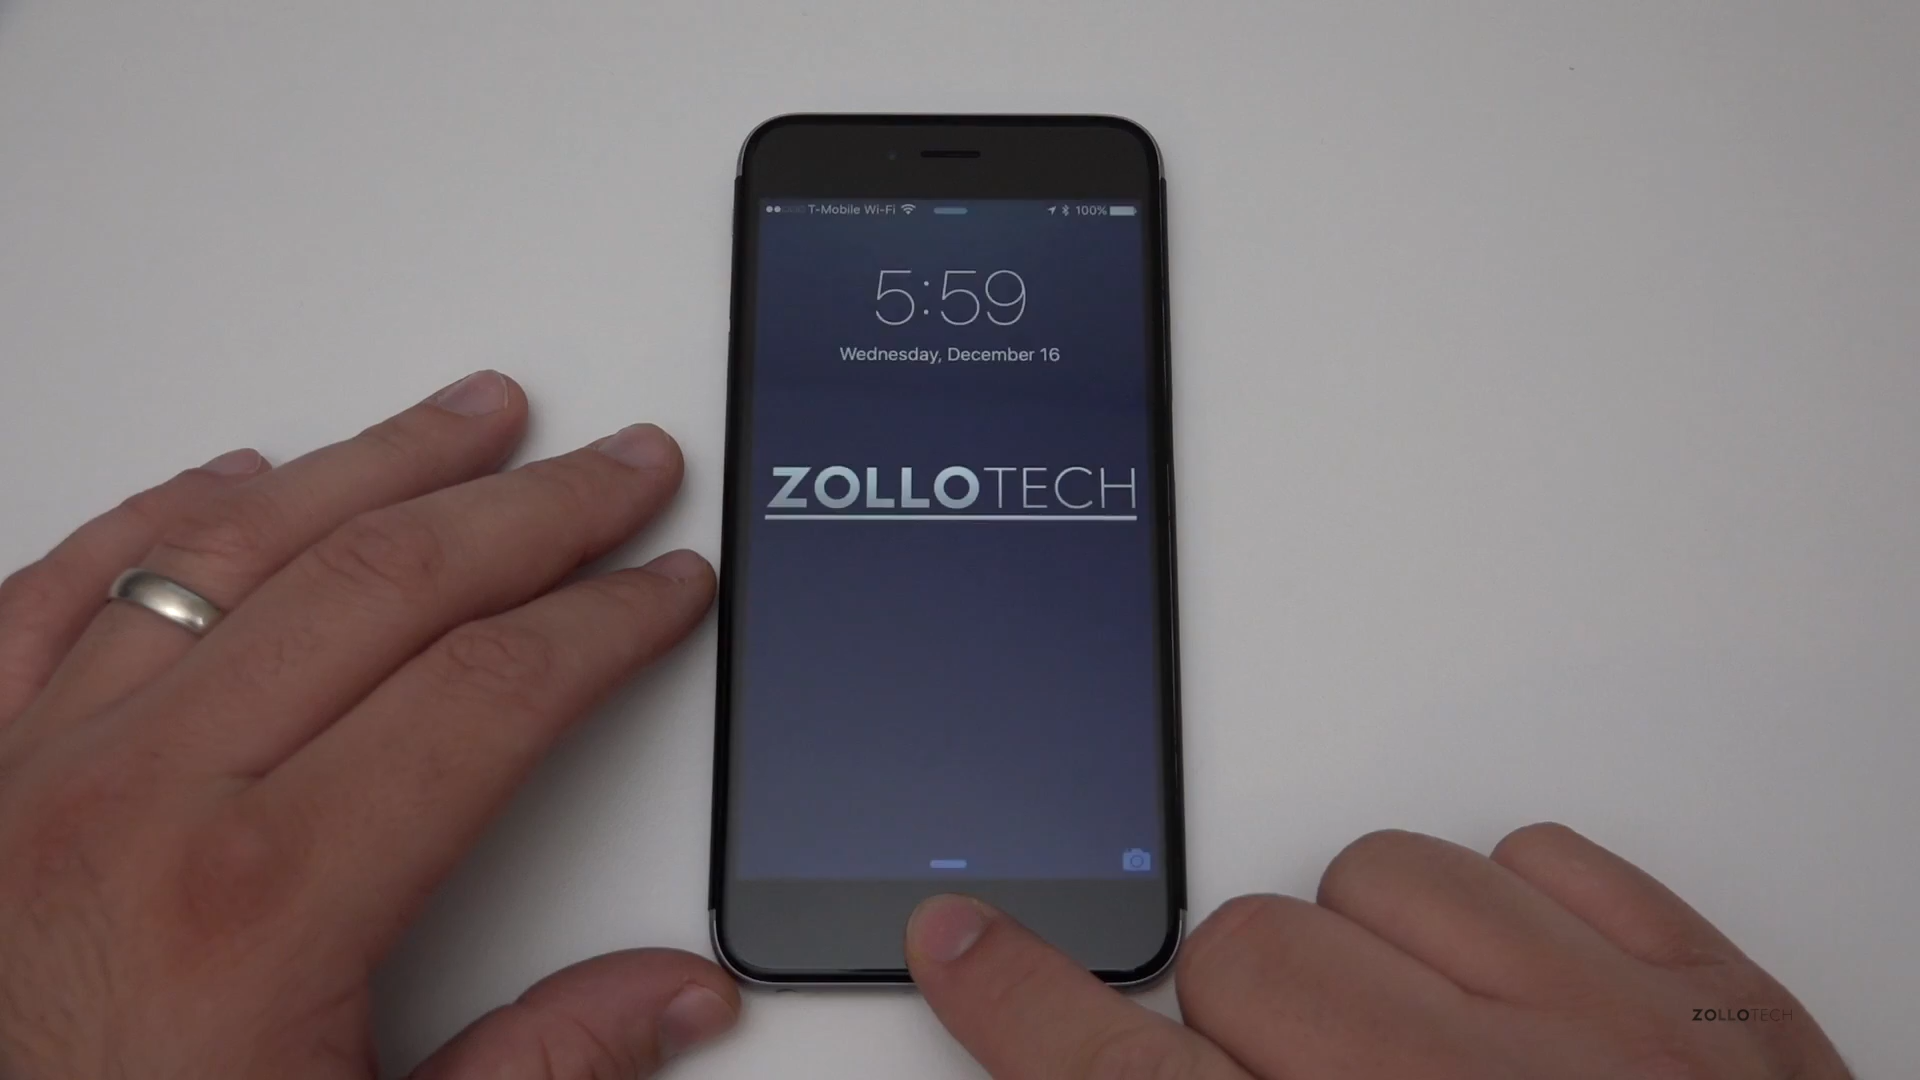 T-Mobile Wi-Fi 100%
5:59
Wednesday, December 16
ZOLLOTECH
ZOLLOTECH